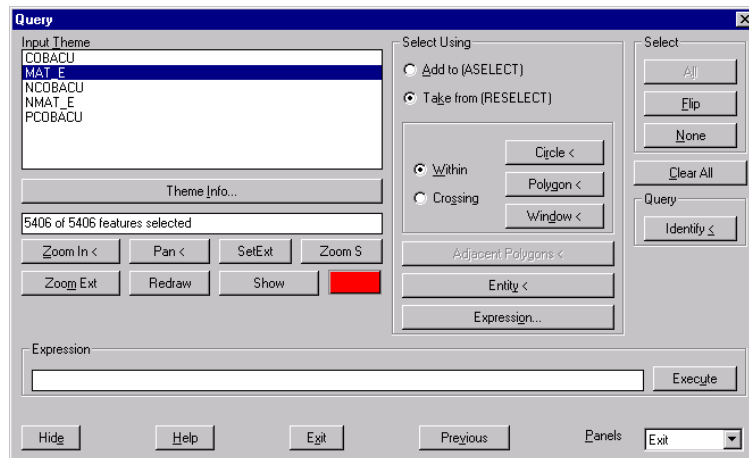 Query
Input Theme
COBACU
MAT_E
NCOBACU
NMAT_E
PCOBACU
Theme Info...
5406 of 5406 features selected
Zoom In <
Pan <
SetExt
Zoom S
Zoom Ext
Redraw
Show
Select Using
Add to (ASELECT)
Take from (RESELECT)
Within
Crossing
Circle <
Polygon <
Window <
Adjacent Polygons <
Entity <
Expression...
Select
All
Flip
None
Clear All
Query
Identify <
Expression
Execute
Hide
Help
Exit
Previous
Panels
Exit